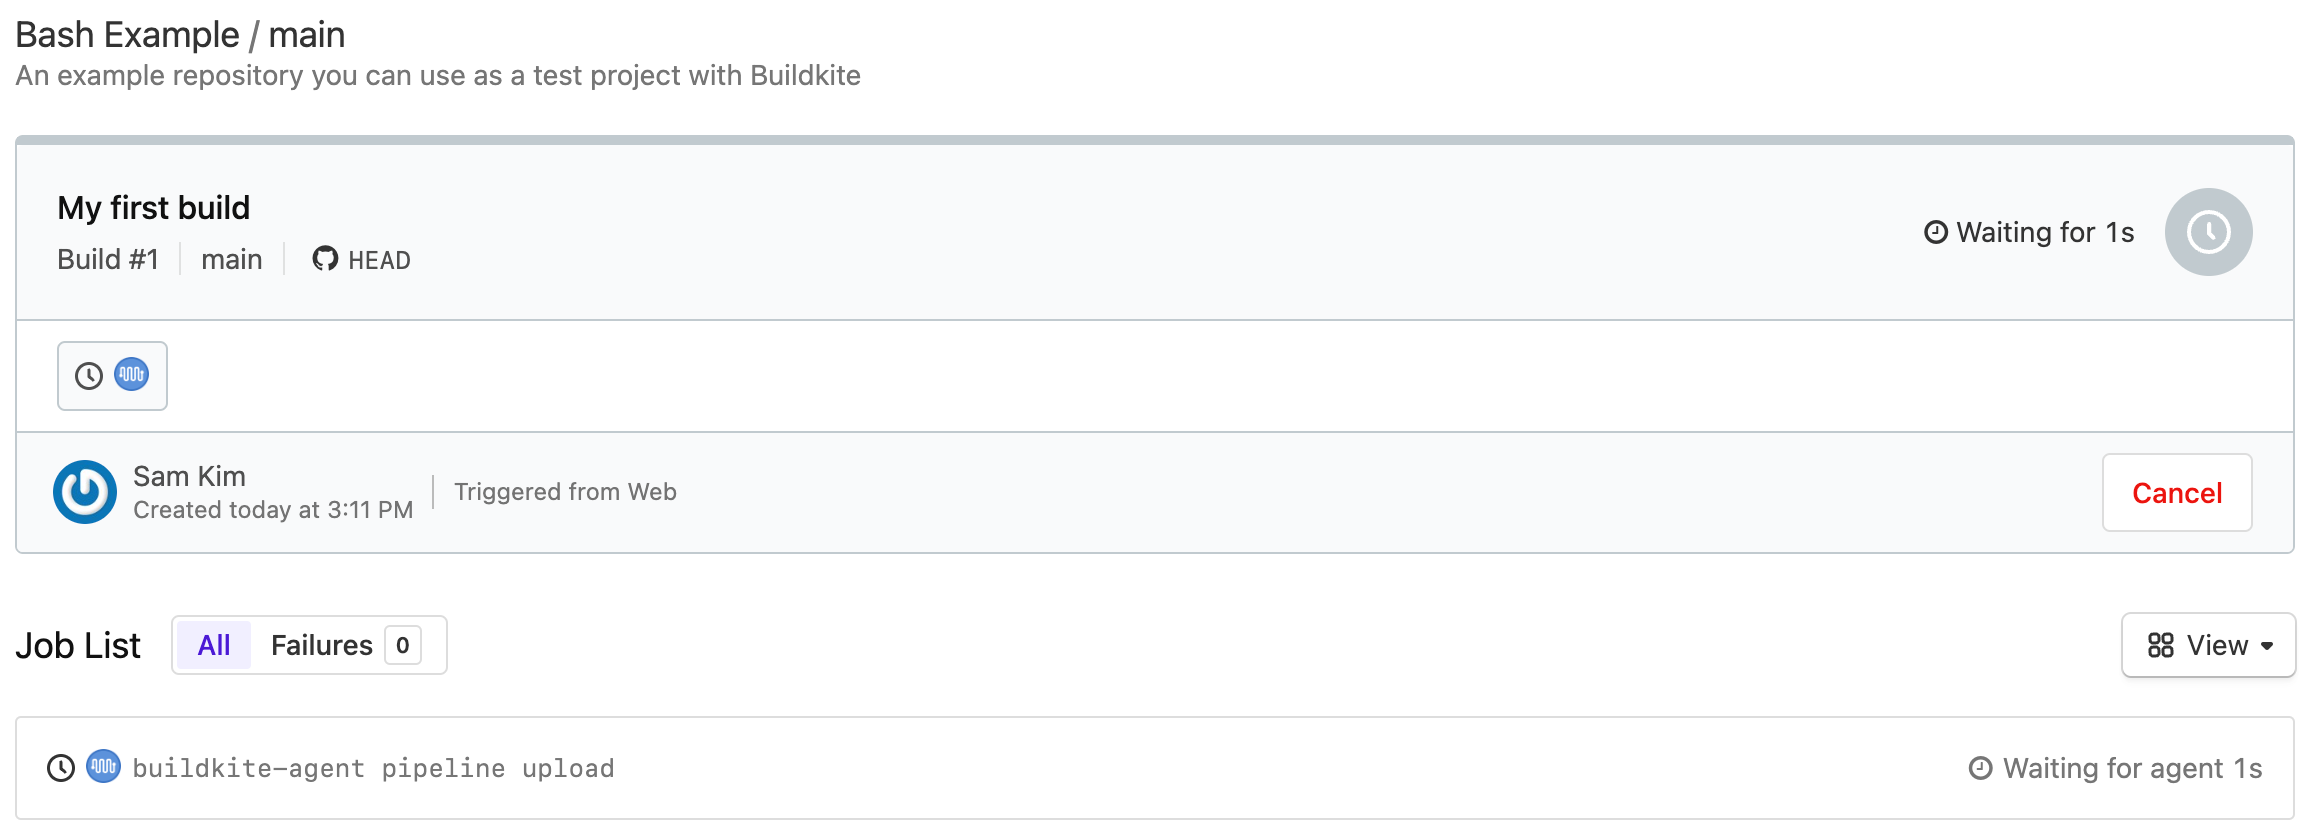 Bash Example / main
An example repository you can use as a test project with Buildkite
My first build
Build #1 main HEAD
Waiting for 1s
Sam Kim
Created today at 3:11 PM
Triggered from Web
Cancel
Job List All Failures 0 View
buildkite-agent pipeline upload Waiting for agent 1s